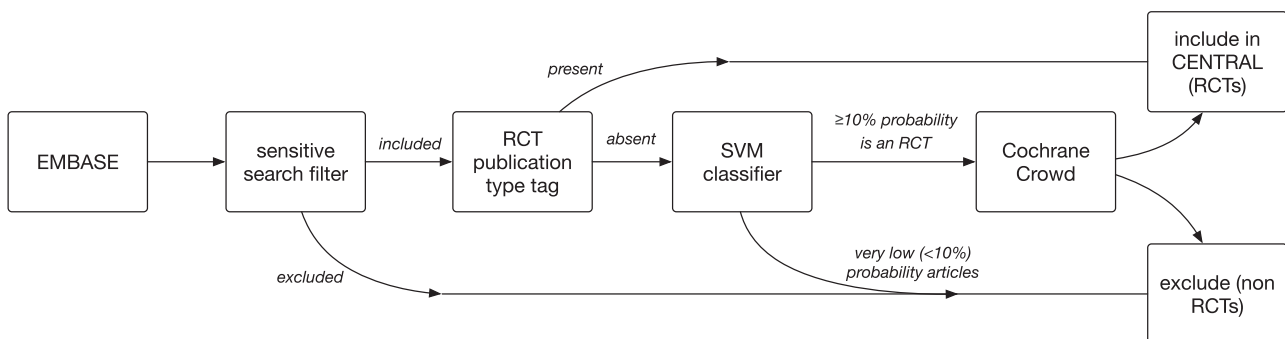 include in
CENTRAL
(RCTs)
present
EMBASE
sensitive
search filter
included
RCT
publication
type tag
absent
SVM
classifier
≥10% probability
is an RCT
Cochrane
Crowd
excluded
very low (<10%)
probability articles
exclude (non
RCTs)